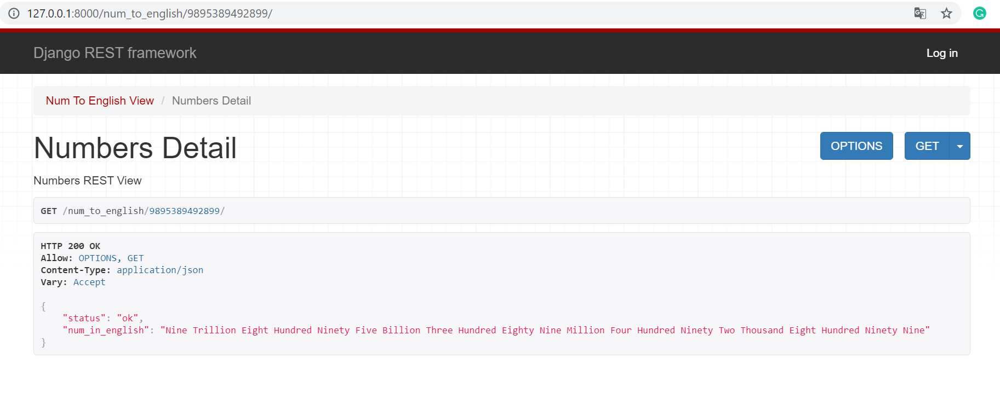 127.0.0.1:8000/num_to_english/9895389492899/
Django REST framework
Log in
Num To English View / Numbers Detail
Numbers Detail
OPTIONS
GET
Numbers REST View
GET /num_to_english/9895389492899/
HTTP 200 OK
Allow: OPTIONS, GET
Content-Type: application/json
Vary: Accept
{
    "status": "ok",
    "num_in_english": "Nine Trillion Eight Hundred Ninety Five Billion Three Hundred Eighty Nine Million Four Hundred Ninety Two Thousand Eight Hundred Ninety Nine"
}